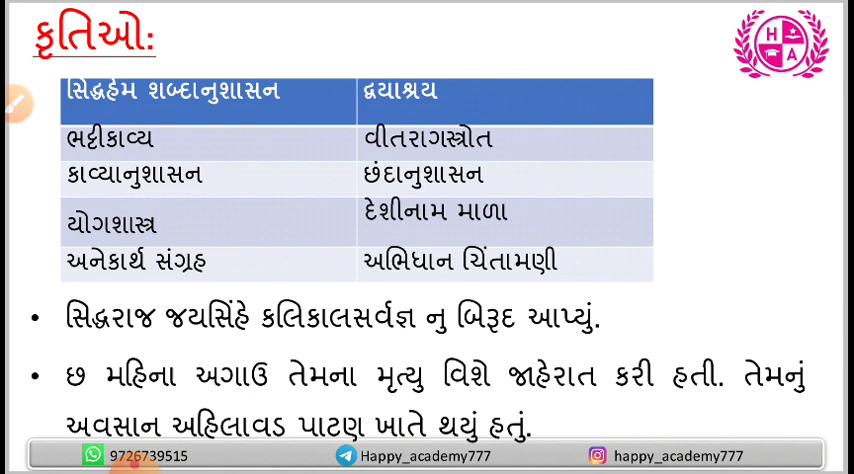 કૃતિઓ:
H A
સિદ્ધહેમ શબ્દાનુશાસન દ્વયાશ્રય
ભટ્ટીકાવ્ય વીતરાગસ્ત્રોત
કાવ્યાનુશાસન છંદાનુશાસન
યોગશાસ્ત્ર દેશીનામ માળા
અનેકાર્થ સંગ્રહ અભિધાન ચિંતામણી
• સિદ્ધરાજ જયસિંહે કલિકાલસર્વજ્ઞ નુ બિરૂદ આપ્યું.
• છ મહિના અગાઉ તેમના મૃત્યુ વિશે જાહેરાત કરી હતી. તેમનું
અવસાન અહિલાવડ પાટણ ખાતે થયું હતું.
9726739515 Happy_academy777 happy_academy777